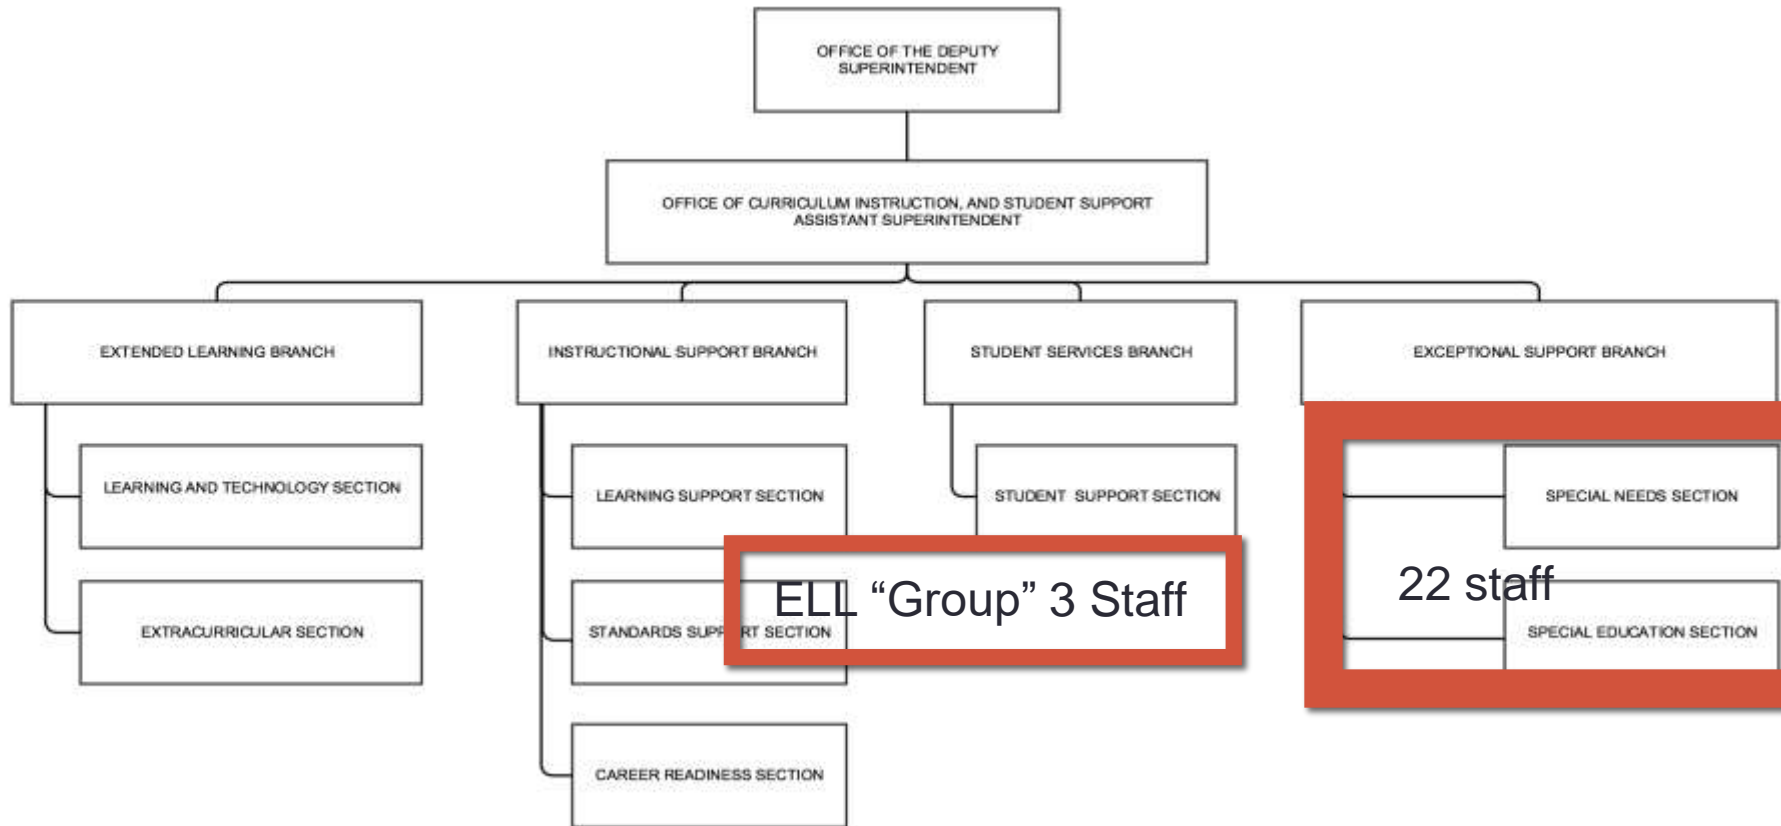 OFFICE OF THE DEPUTY
SUPERINTENDENT
OFFICE OF CURRICULUM INSTRUCTION, AND STUDENT SUPPORT
ASSISTANT SUPERINTENDENT
EXTENDED LEARNING BRANCH
INSTRUCTIONAL SUPPORT BRANCH
STUDENT SERVICES BRANCH
EXCEPTIONAL SUPPORT BRANCH
LEARNING AND TECHNOLOGY SECTION
LEARNING SUPPORT SECTION
STUDENT SUPPORT SECTION
SPECIAL NEEDS SECTION
ELL “Group” 3 Staff
22 staff
EXTRACURRICULAR SECTION
STANDARDS SUPPORT SECTION
SPECIAL EDUCATION SECTION
CAREER READINESS SECTION